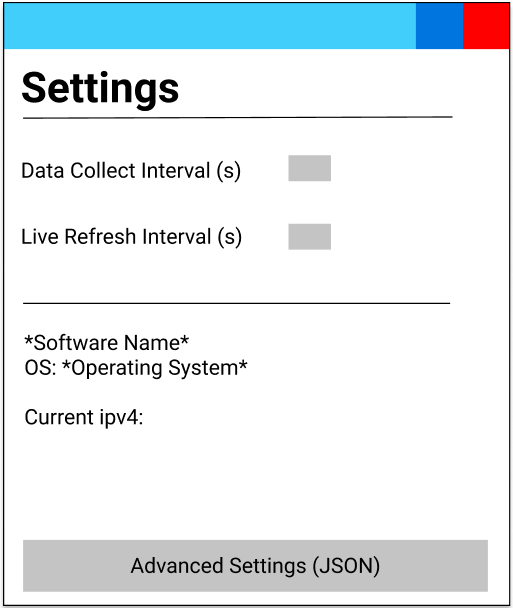 Settings
Data Collect Interval (s)
Live Refresh Interval (s)
*Software Name*
OS: *Operating System*
Current ipv4:
Advanced Settings (JSON)